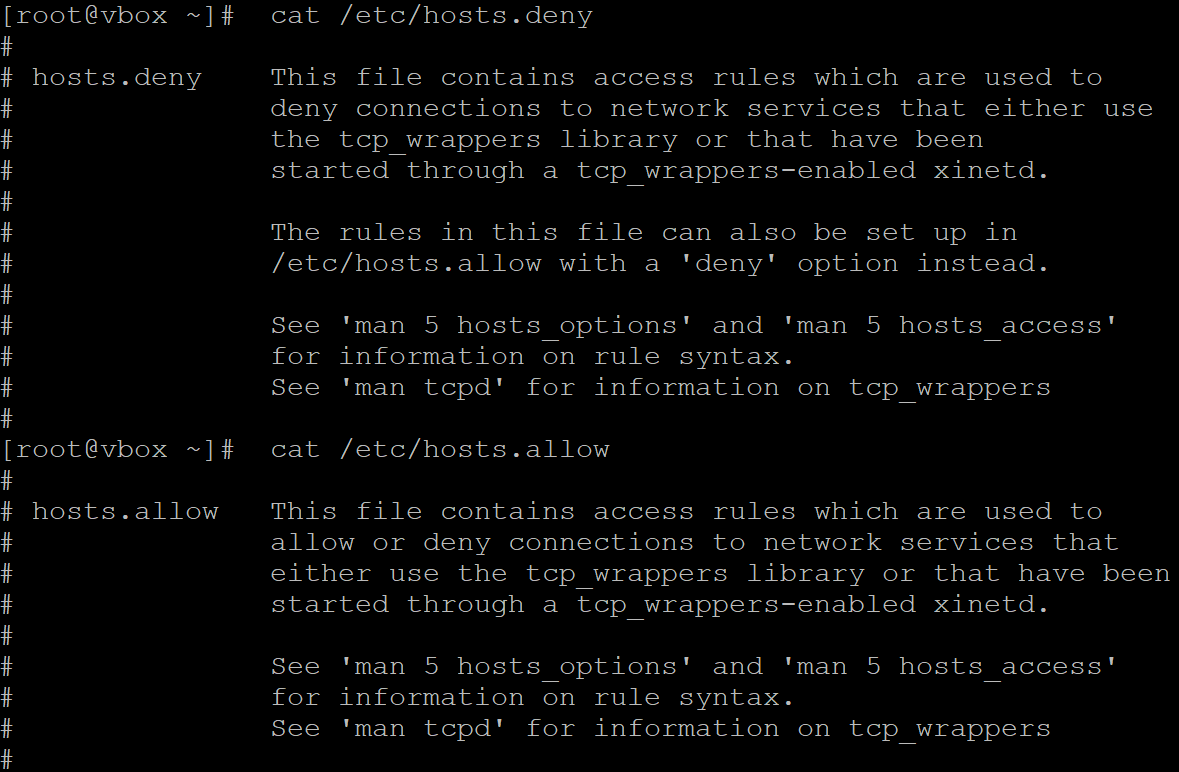 [root@vbox ~]#  cat /etc/hosts.deny
#
# hosts.deny    This file contains access rules which are used to
#               deny connections to network services that either use
#               the tcp_wrappers library or that have been
#               started through a tcp_wrappers-enabled xinetd.
#
#               The rules in this file can also be set up in
#               /etc/hosts.allow with a 'deny' option instead.
#
#               See 'man 5 hosts_options' and 'man 5 hosts_access'
#               for information on rule syntax.
#               See 'man tcpd' for information on tcp_wrappers
#
[root@vbox ~]#  cat /etc/hosts.allow
#
# hosts.allow   This file contains access rules which are used to
#               allow or deny connections to network services that
#               either use the tcp_wrappers library or that have been
#               started through a tcp_wrappers-enabled xinetd.
#
#               See 'man 5 hosts_options' and 'man 5 hosts_access'
#               for information on rule syntax.
#               See 'man tcpd' for information on tcp_wrappers
#